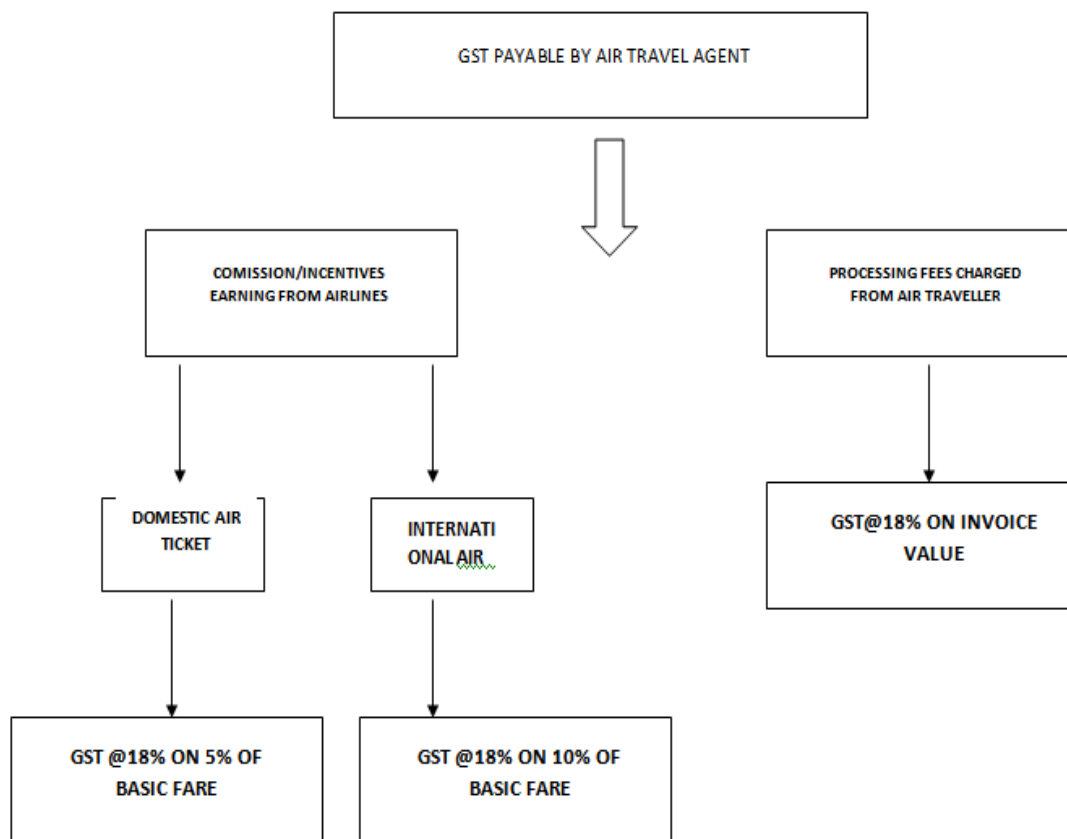 GST PAYABLE BY AIR TRAVEL AGENT
COMISSION/INCENTIVES
EARNING FROM AIRLINES
PROCESSING FEES CHARGED
FROM AIR TRAVELLER
DOMESTIC AIR
TICKET
INTERNATI
ONAL AIR
GST@18% ON INVOICE
VALUE
GST @18% ON 5% OF
BASIC FARE
GST @18% ON 10% OF
BASIC FARE